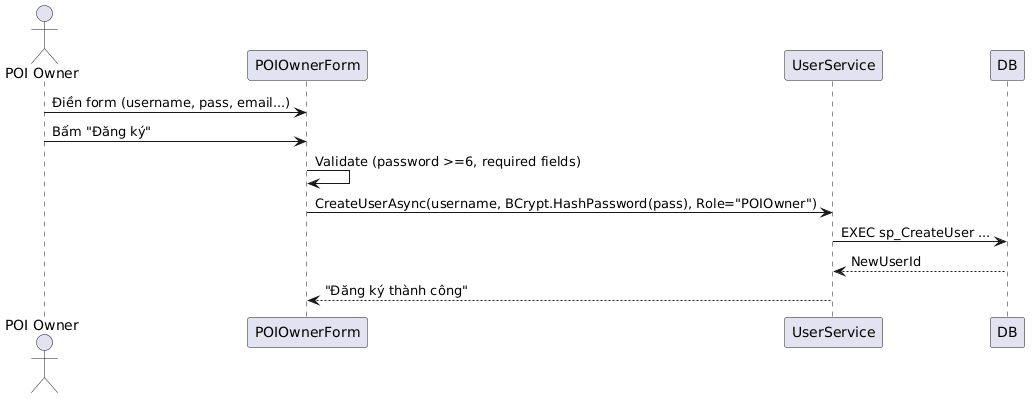 POI Owner
POIOwnerForm
UserService
DB
Điền form (username, pass, email...)
Bấm "Đăng ký"
Validate (password >=6, required fields)
CreateUserAsync(username, BCrypt.HashPassword(pass), Role="POIOwner")
EXEC sp_CreateUser ...
NewUserId
"Đăng ký thành công"
POI Owner
POIOwnerForm
UserService
DB